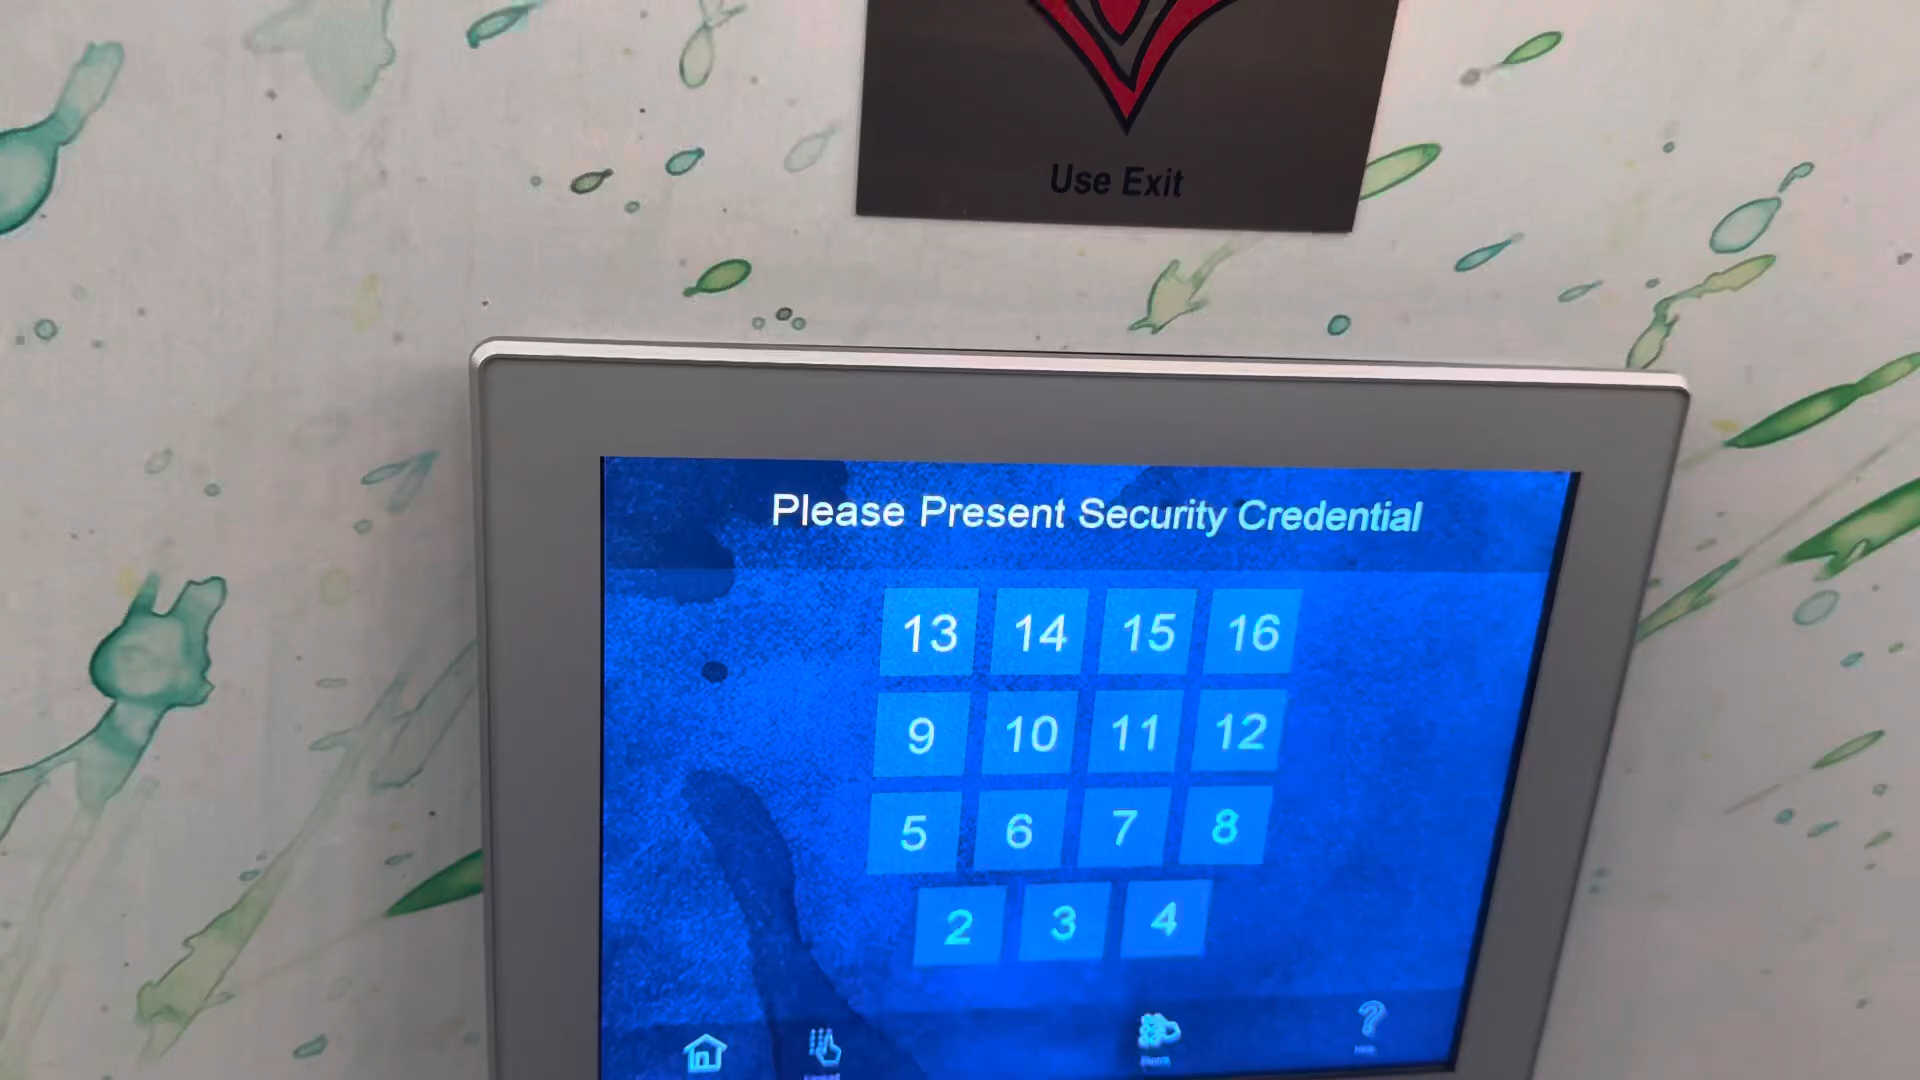 Use Exit
Please Present Security Credential
13 14 15 16
9 10 11 12
5 6 7 8
2 3 4